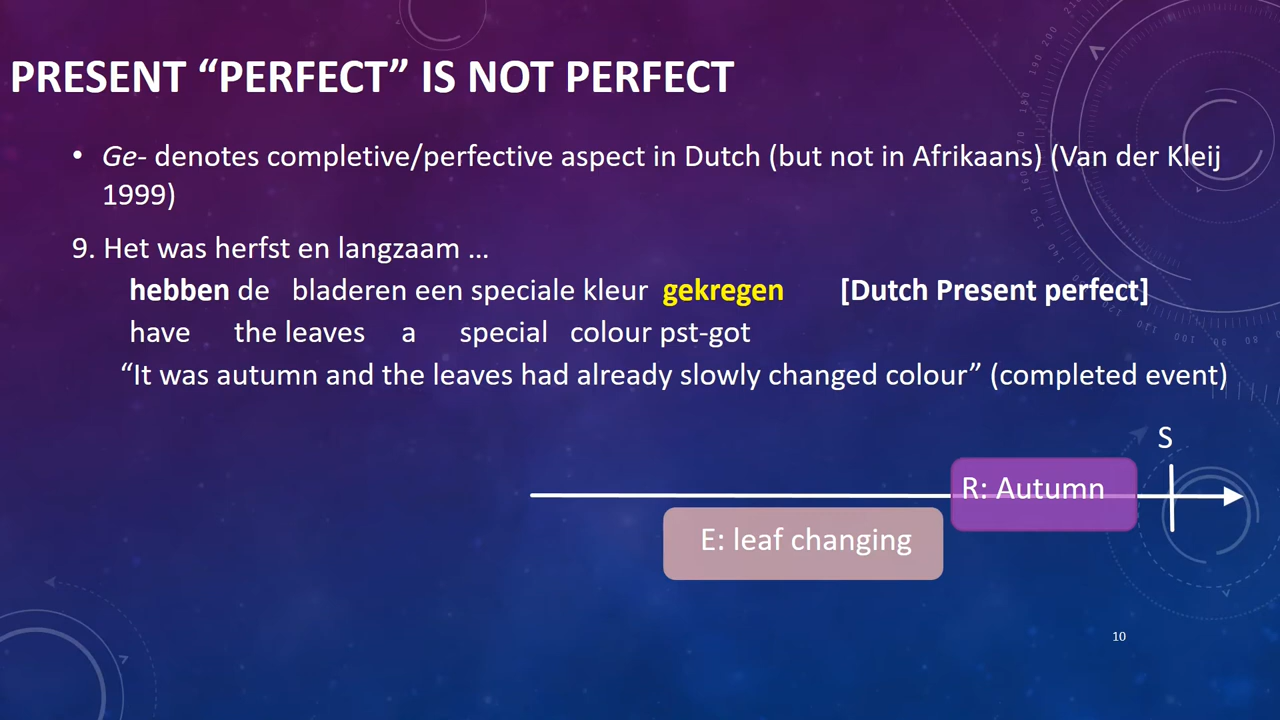 PRESENT “PERFECT” IS NOT PERFECT
• Ge- denotes completive/perfective aspect in Dutch (but not in Afrikaans) (Van der Kleij
1999)
9. Het was herfst en langzaam …
hebben de bladeren een speciale kleur gekregen [Dutch Present perfect]
have the leaves a special colour pst-got
“It was autumn and the leaves had already slowly changed colour” (completed event)
S
R: Autumn
E: leaf changing
10